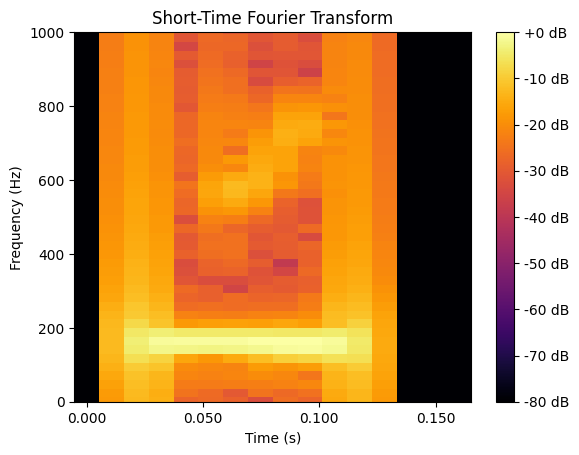 Short-Time Fourier Transform
1000
800
600
400
200
0
Frequency (Hz)
0.000
0.050
0.100
0.150
Time (s)
+0 dB
-10 dB
-20 dB
-30 dB
-40 dB
-50 dB
-60 dB
-70 dB
-80 dB